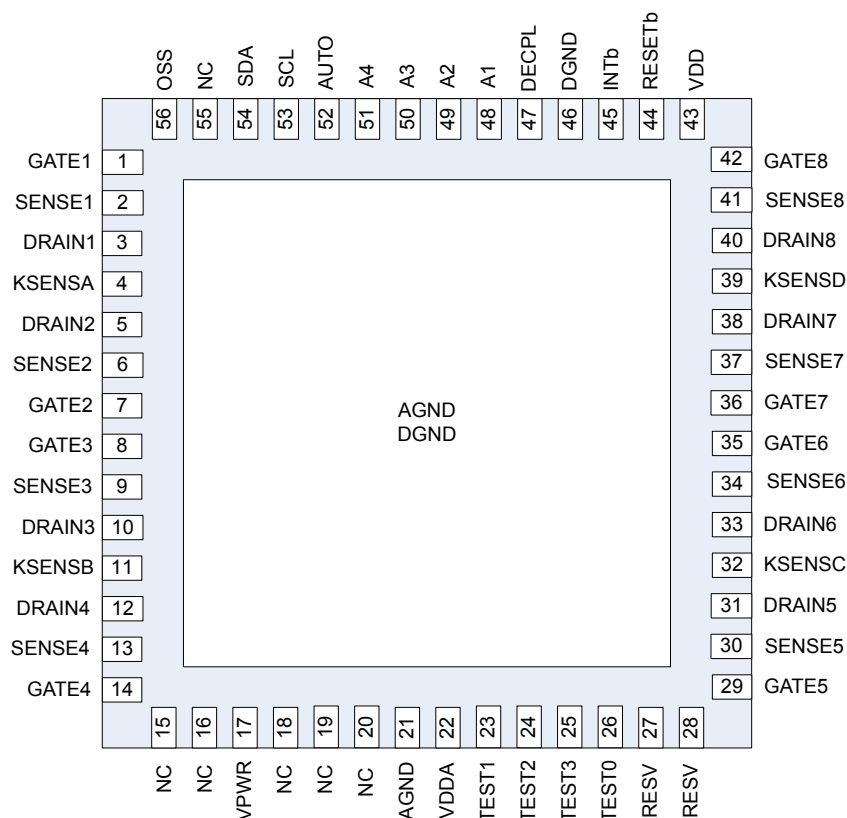 OSS
NC
SDA
SCL
AUTO
A4
A3
A2
A1
DECPL
DGND
INTb
RESETb
VDD
56
55
54
53
52
51
50
49
48
47
46
45
44
43
GATE1 1
SENSE1 2
DRAIN1 3
KSENSA 4
DRAIN2 5
SENSE2 6
GATE2 7
GATE3 8
SENSE3 9
DRAIN3 10
KSENSB 11
DRAIN4 12
SENSE4 13
GATE4 14
AGND
DGND
42 GATE8
41 SENSE8
40 DRAIN8
39 KSENSD
38 DRAIN7
37 SENSE7
36 GATE7
35 GATE6
34 SENSE6
33 DRAIN6
32 KSENSC
31 DRAIN5
30 SENSE5
29 GATE5
15
16
17
18
19
20
21
22
23
24
25
26
27
28
NC
NC
VPWR
NC
NC
NC
AGND
VDDA
TEST1
TEST2
TEST3
TEST0
RESV
RESV